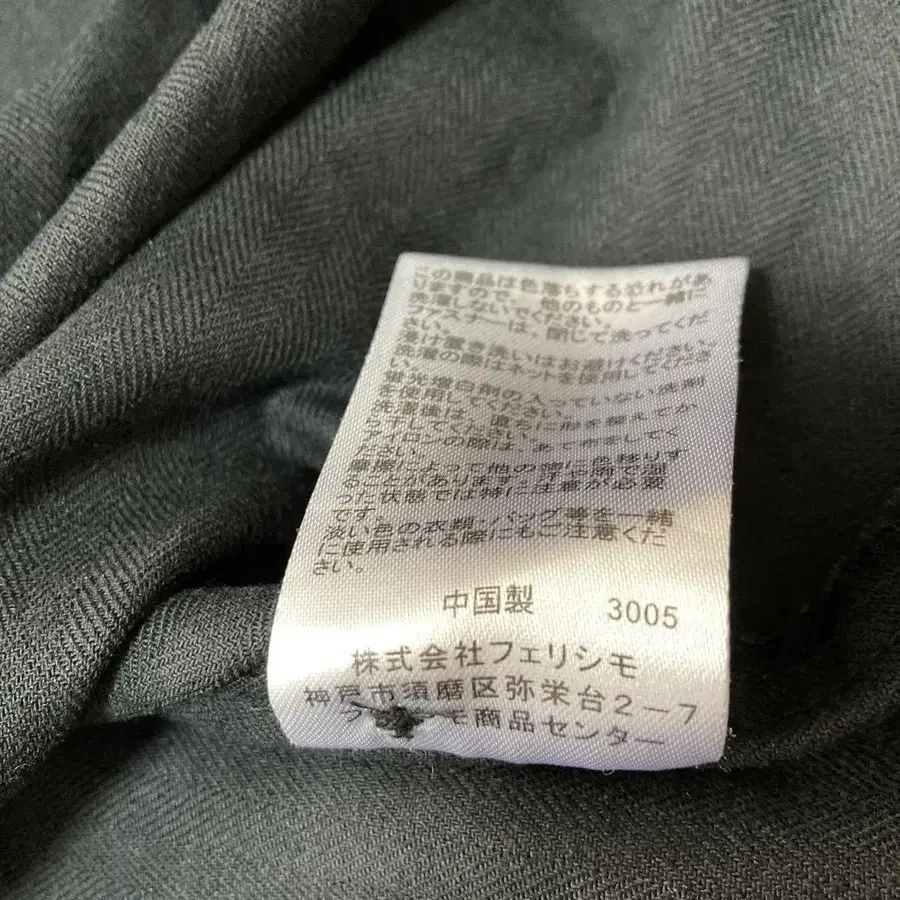 この商品は色落ちする恐れがあ
りますので、他のものと一緒に
洗濯しないでください。
ファスナーは、閉じて洗ってくだ
さい。
漬け置き洗いはお避けください。
洗濯の際はネットを使用してくださ
い。
蛍光増白剤の入っていない洗剤
を使用してください。
洗濯後は、直ちに形を整えてか
ら干してください。
アイロンの際は、あて布をしてく
ださい。
摩擦によって他の物に色移りす
ることがあります。汗や雨で湿
った状態では特に注意が必要
です。
淡い色の衣類・バッグ等を一緒
に使用される際にもご注意くだ
さい。
中国製 3005
株式会社フェリシモ
神戸市須磨区弥栄台2-7
モ商品センター